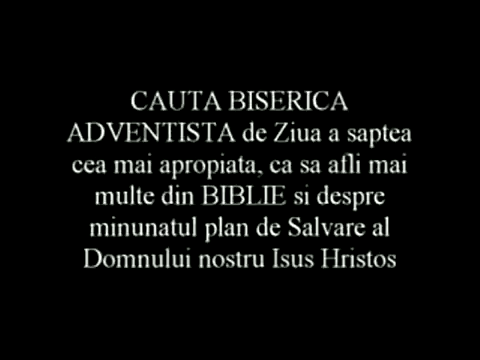 CAUTA BISERICA
ADVENTISTA de Ziua a saptea
cea mai apropiata, ca sa afli mai
multe din BIBLIE si despre
minunatul plan de Salvare al
Domnului nostru Isus Hristos